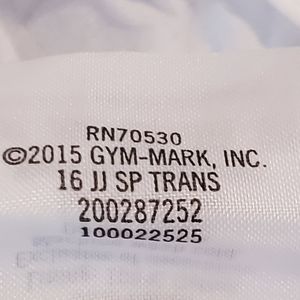 RN70530
©2015 GYM-MARK, INC.
16 JJ SP TRANS
200287252
100022525